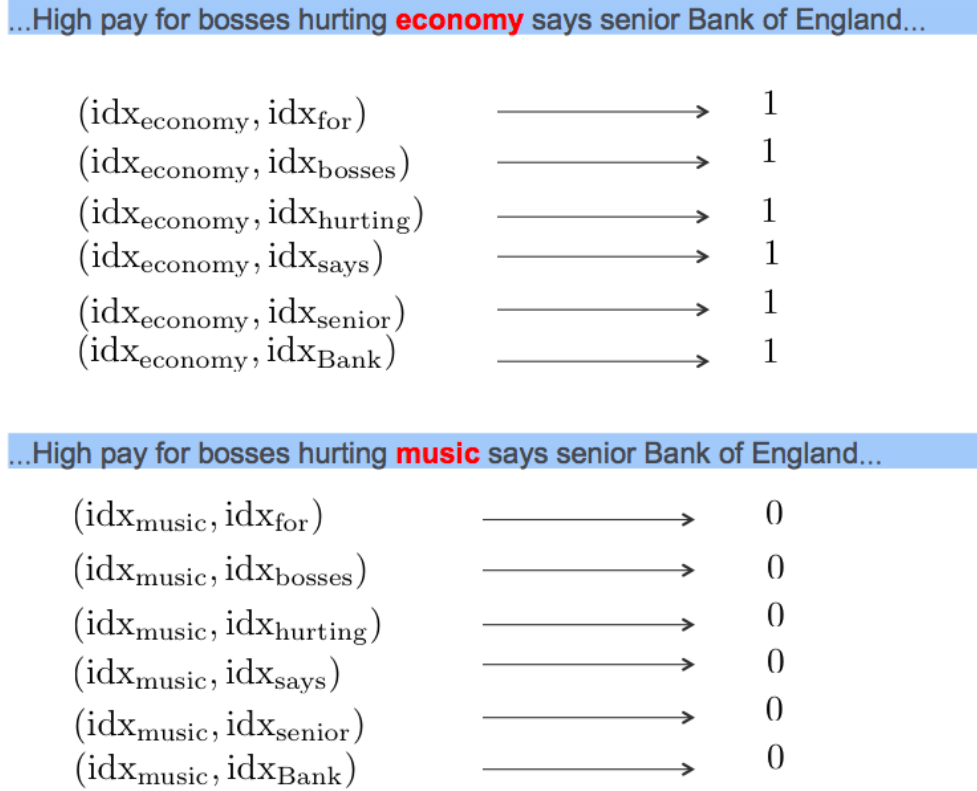 ...High pay for bosses hurting economy says senior Bank of England...
(idx_economy, idx_for) → 1
(idx_economy, idx_bosses) → 1
(idx_economy, idx_hurting) → 1
(idx_economy, idx_says) → 1
(idx_economy, idx_senior) → 1
(idx_economy, idx_Bank) → 1
...High pay for bosses hurting music says senior Bank of England...
(idx_music, idx_for) → 0
(idx_music, idx_bosses) → 0
(idx_music, idx_hurting) → 0
(idx_music, idx_says) → 0
(idx_music, idx_senior) → 0
(idx_music, idx_Bank) → 0